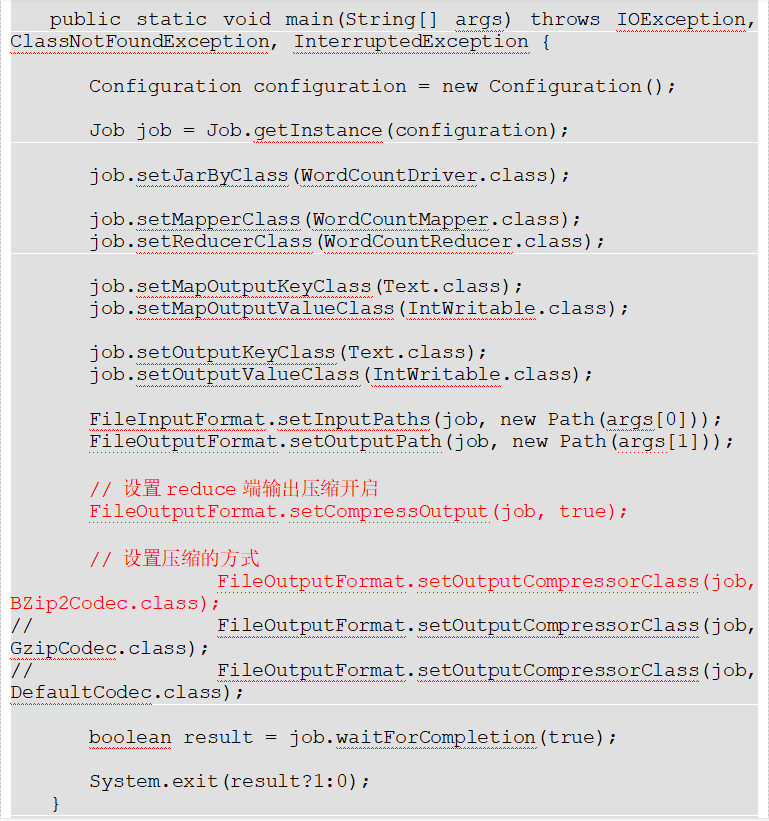 public static void main(String[] args) throws IOException,
ClassNotFoundException, InterruptedException {
Configuration configuration = new Configuration();
Job job = Job.getInstance(configuration);
job.setJarByClass(WordCountDriver.class);
job.setMapperClass(WordCountMapper.class);
job.setReducerClass(WordCountReducer.class);
job.setMapOutputKeyClass(Text.class);
job.setMapOutputValueClass(IntWritable.class);
job.setOutputKeyClass(Text.class);
job.setOutputValueClass(IntWritable.class);
FileInputFormat.setInputPaths(job, new Path(args[0]));
FileOutputFormat.setOutputPath(job, new Path(args[1]));
// 设置 reduce 端输出压缩开启
FileOutputFormat.setCompressOutput(job, true);
// 设置压缩的方式
FileOutputFormat.setOutputCompressorClass(job,
BZip2Codec.class);
// FileOutputFormat.setOutputCompressorClass(job,
GzipCodec.class);
// FileOutputFormat.setOutputCompressorClass(job,
DefaultCodec.class);
boolean result = job.waitForCompletion(true);
System.exit(result?1:0);
}